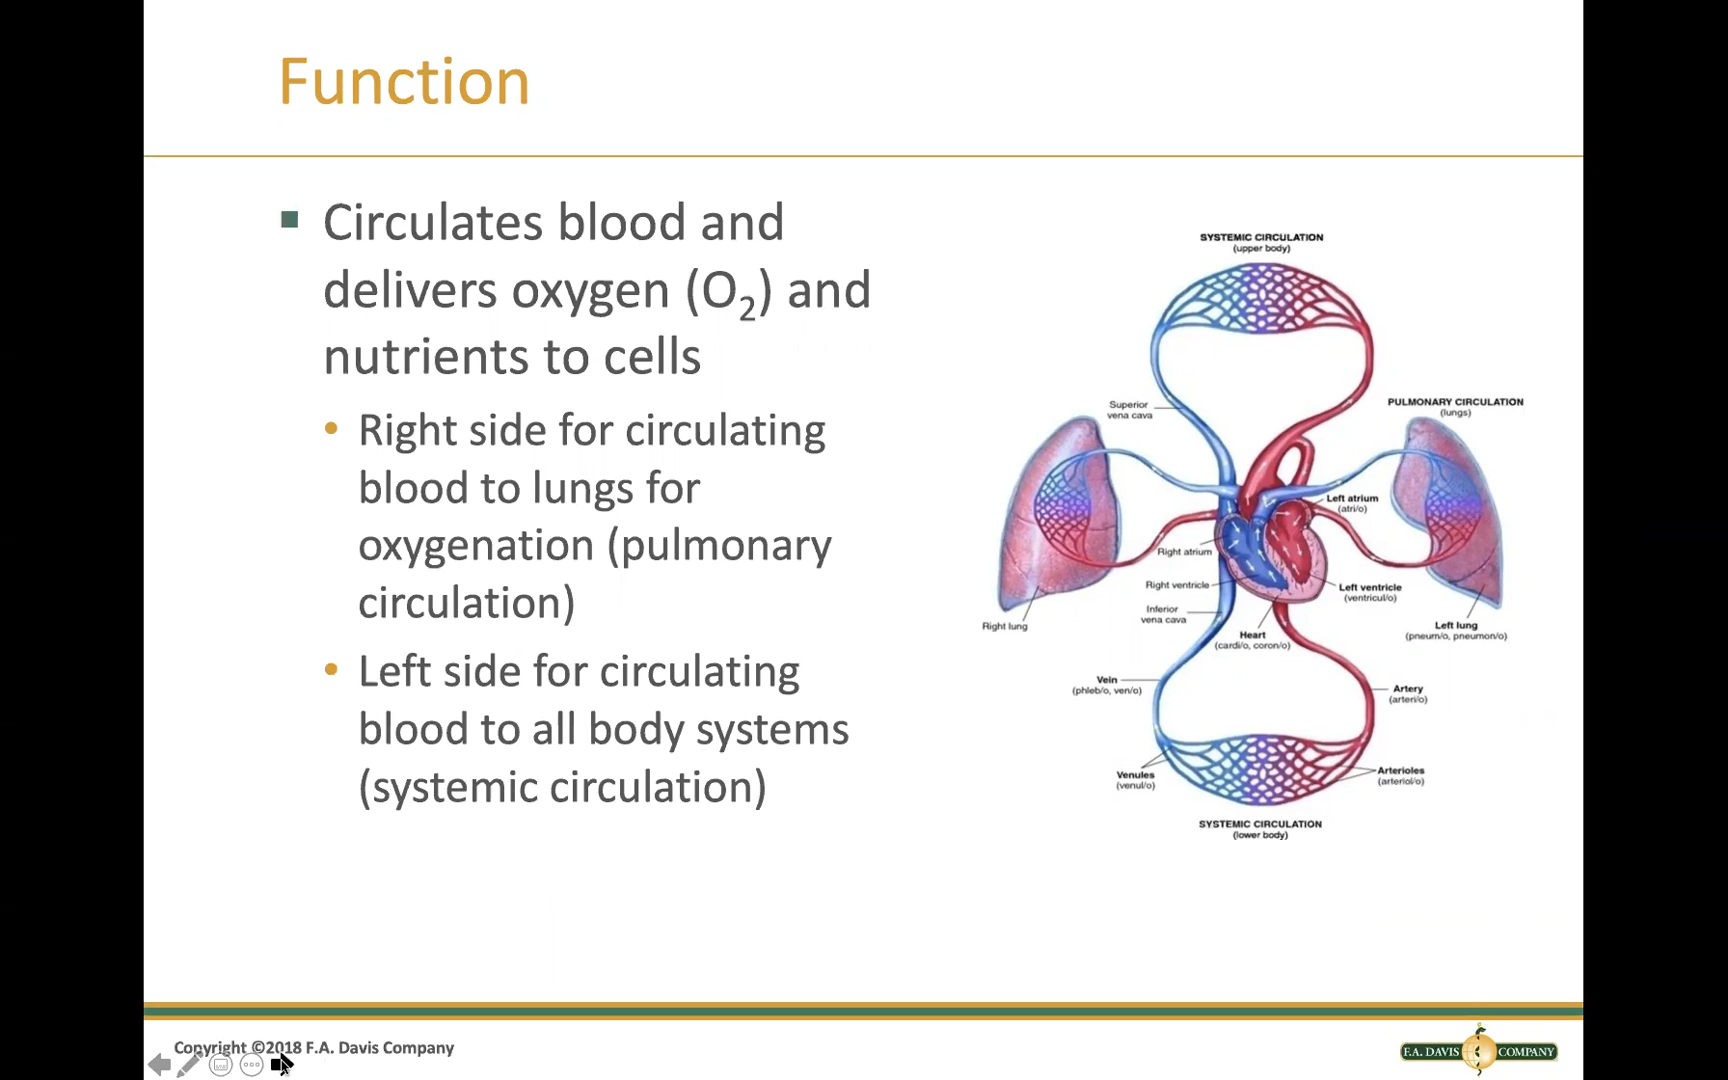 Function
Circulates blood and
delivers oxygen (O₂) and
nutrients to cells
Right side for circulating
blood to lungs for
oxygenation (pulmonary
circulation)
Left side for circulating
blood to all body systems
(systemic circulation)
SYSTEMIC CIRCULATION
(upper body)
Superior
vena cava
PULMONARY CIRCULATION
(lungs)
Left atrium
(atri/o)
Right atrium
Right ventricle
Left ventricle
(ventricul/o)
Inferior
vena cava
Right lung
Heart
(cardi/o, coron/o)
Left lung
(pneum/o, pneumon/o)
Vein
(phleb/o, ven/o)
Artery
(arteri/o)
Venules
(venul/o)
Arterioles
(arteriol/o)
SYSTEMIC CIRCULATION
(lower body)
Copyright ©2018 F.A. Davis Company
F.A. DAVIS COMPANY